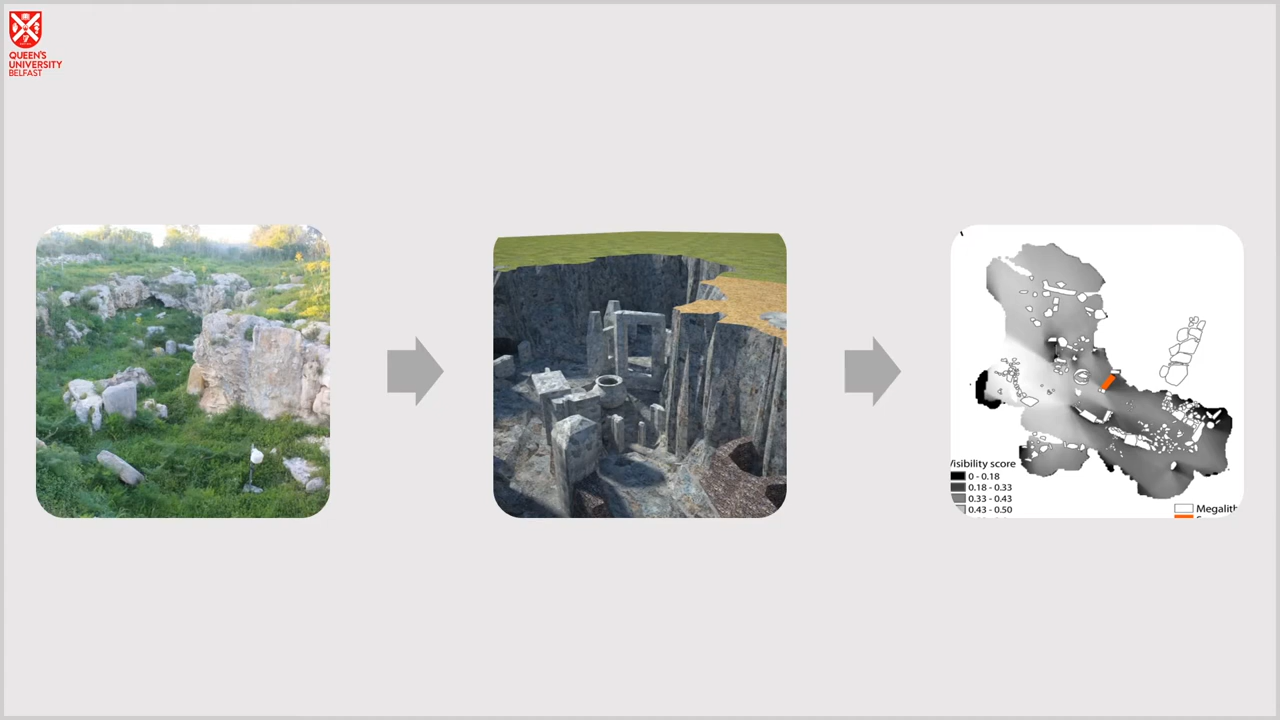 QUEEN'S
UNIVERSITY
BELFAST
Visibility score
0 - 0.18
0.18 - 0.33
0.33 - 0.43
0.43 - 0.50